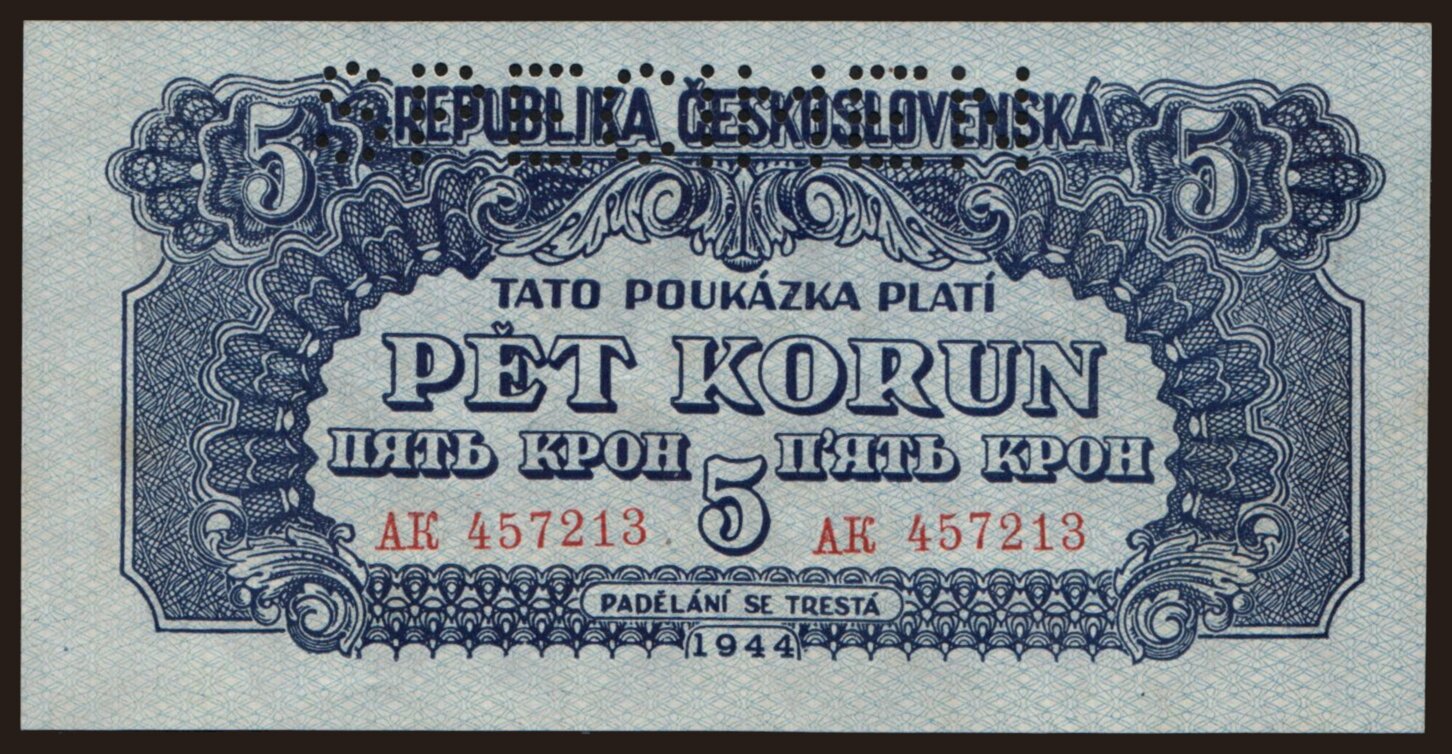 SPECIMEN
5 REPUBLIKA ČESKOSLOVENSKÁ 5
TATO POUKÁZKA PLATÍ
PĚT KORUN
ПЯТЬ КРОН П'ЯТЬ КРОН
5
АК 457213 АК 457213
PADĚLÁNÍ SE TRESTÁ
1944